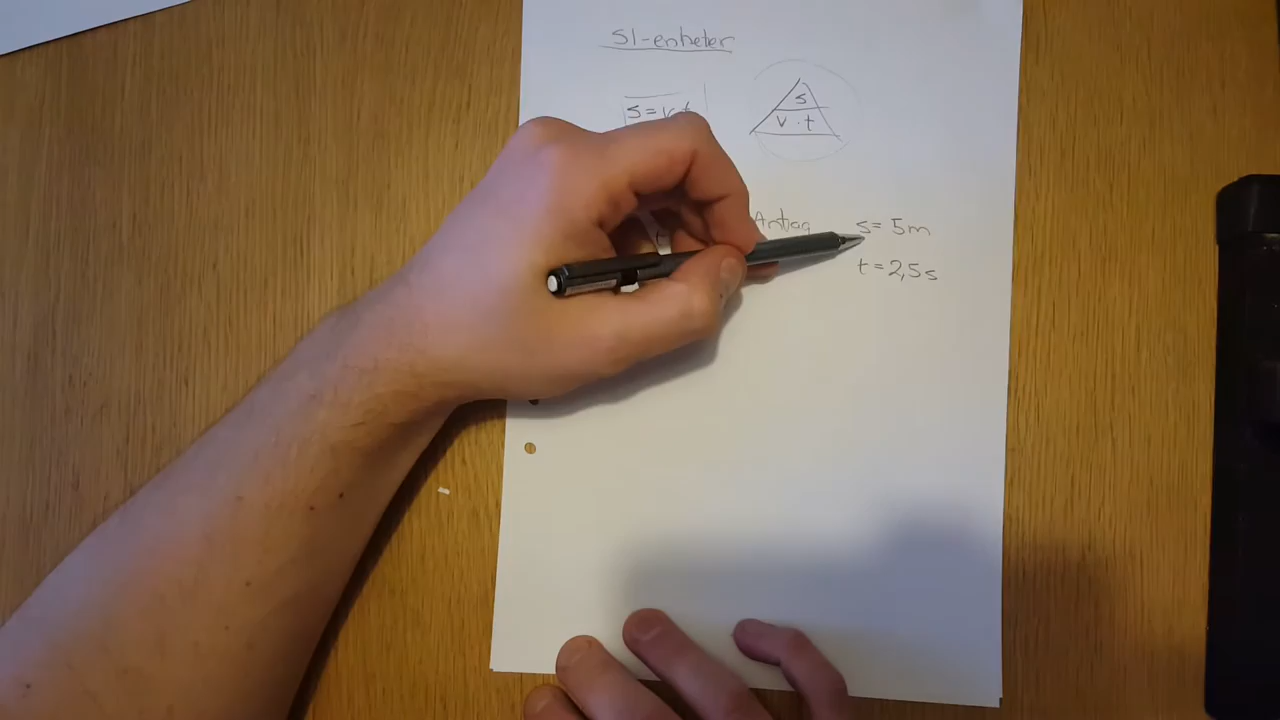 SI-enheter
s = v·t
s
v · t
Antag s = 5m
t = 2,5s